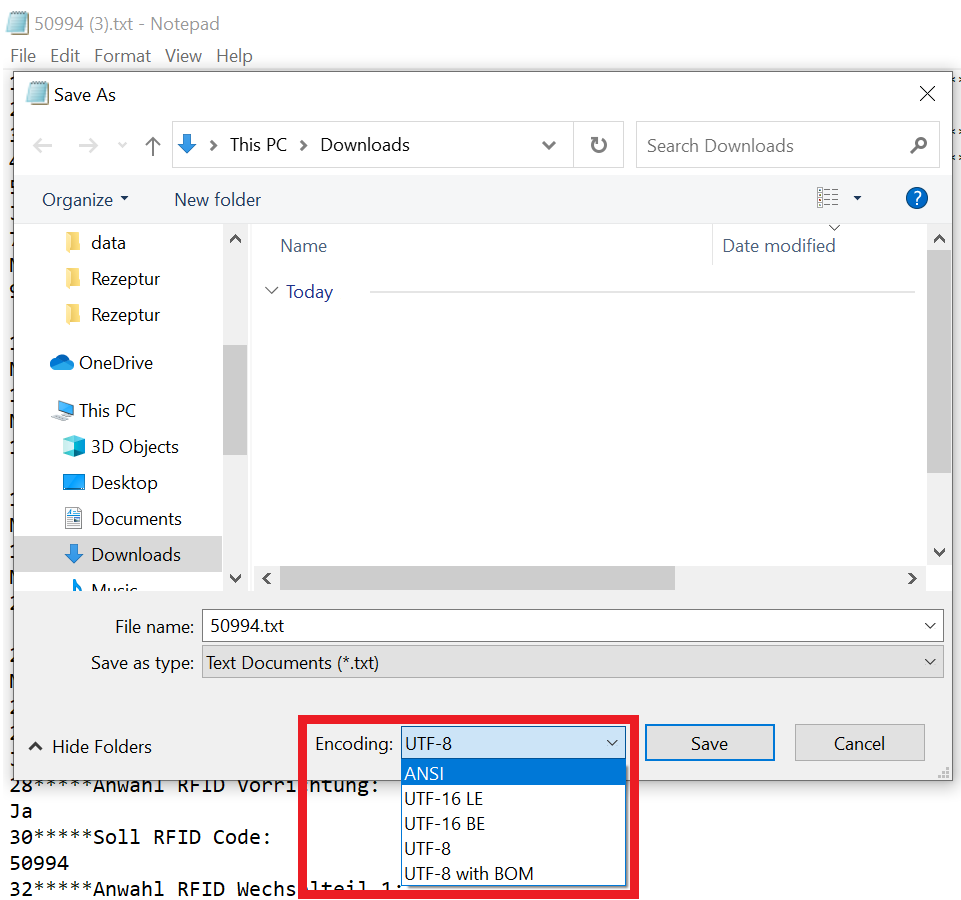 50994 (3).txt - Notepad
File Edit Format View Help
Save As
This PC Downloads
Search Downloads
Organize New folder
?
data
Rezeptur
Rezeptur
OneDrive
This PC
3D Objects
Desktop
Documents
Downloads
Music
Name Date modified
Today
File name: 50994.txt
Save as type: Text Documents (*.txt)
Hide Folders
Encoding: UTF-8
Save Cancel
ANSI
UTF-16 LE
UTF-16 BE
UTF-8
UTF-8 with BOM
28*****Anwahl RFID Vorrichtung:
Ja
30*****Soll RFID Code:
50994
32*****Anwahl RFID Wechselteil 1: